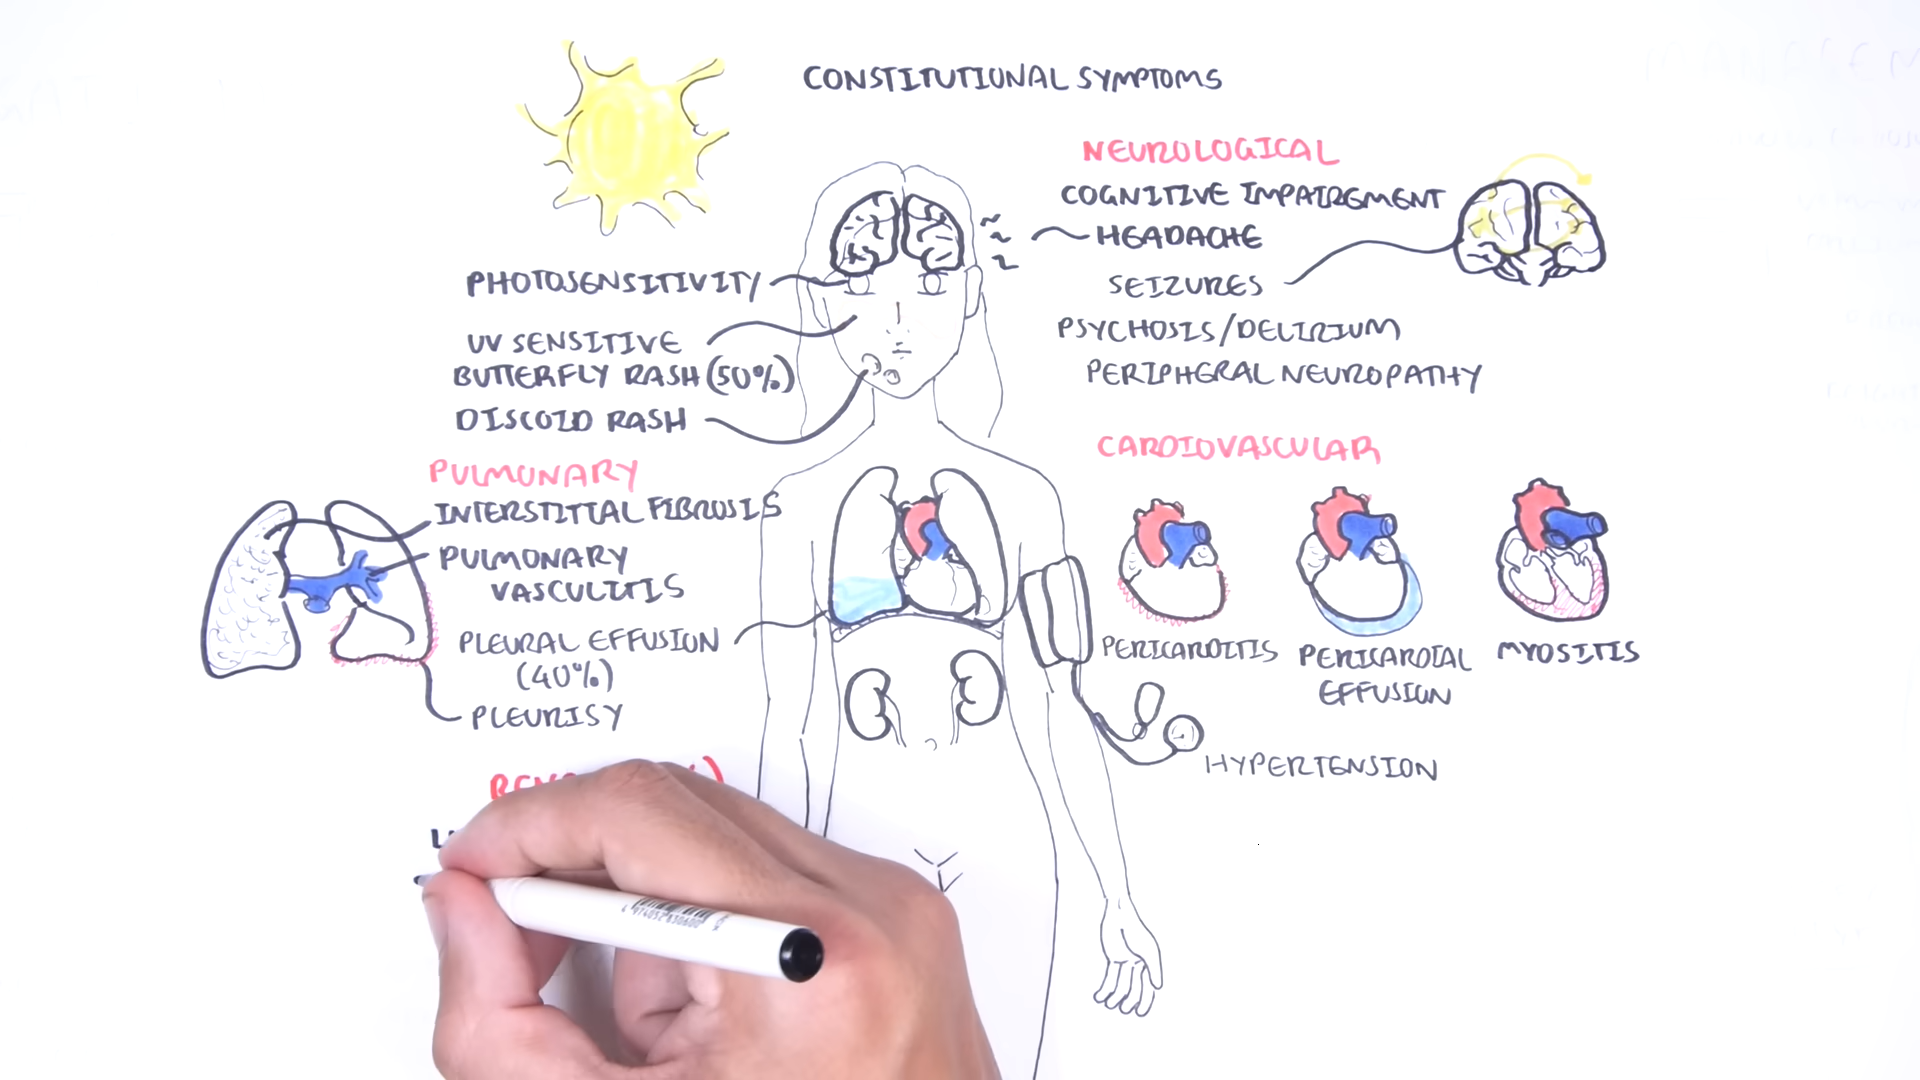 CONSTITUTIONAL SYMPTOMS
NEUROLOGICAL
COGNITIVE IMPAIREMENT
HEADACHE
SEIZURES
PSYCHOSIS/DELIRIUM
PERIPHERAL NEUROPATHY
PHOTOSENSITIVITY
UV SENSITIVE
BUTTERFLY RASH (50%)
DISCOID RASH
PULMONARY
INTERSTITIAL FIBROSIS
PULMONARY
VASCULITIS
PLEURAL EFFUSION
(40%)
PLEURISY
CARDIOVASCULAR
PERICARDITIS
PERICARDIAL
EFFUSION
MYOSITIS
HYPERTENSION